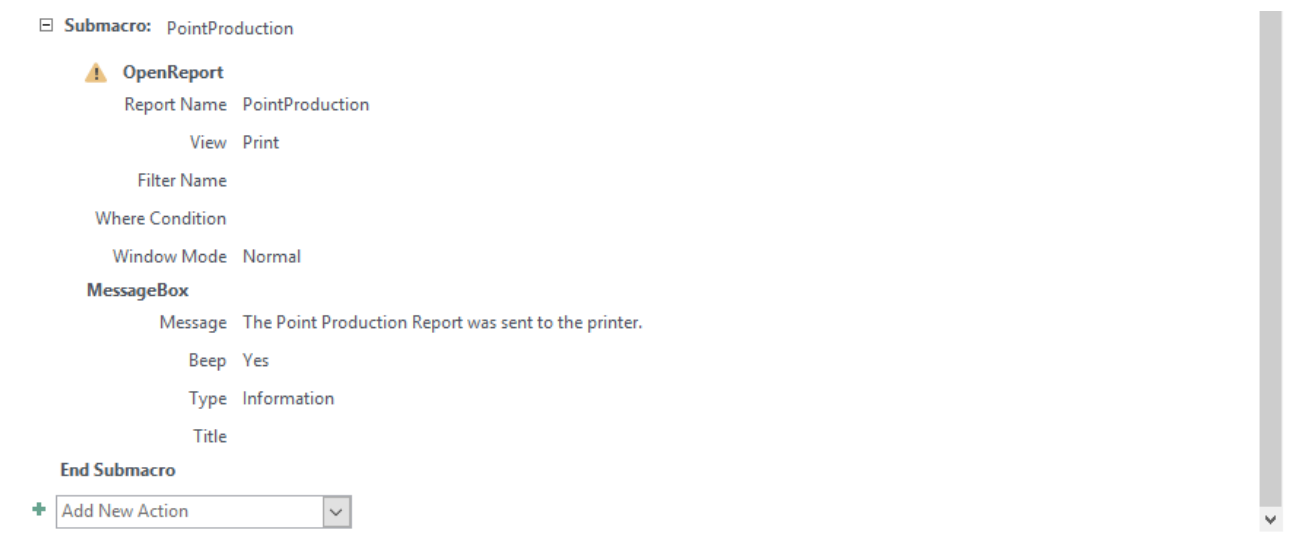 Submacro: PointProduction
OpenReport
Report Name PointProduction
View Print
Filter Name
Where Condition
Window Mode Normal
MessageBox
Message The Point Production Report was sent to the printer.
Beep Yes
Type Information
Title
End Submacro
Add New Action